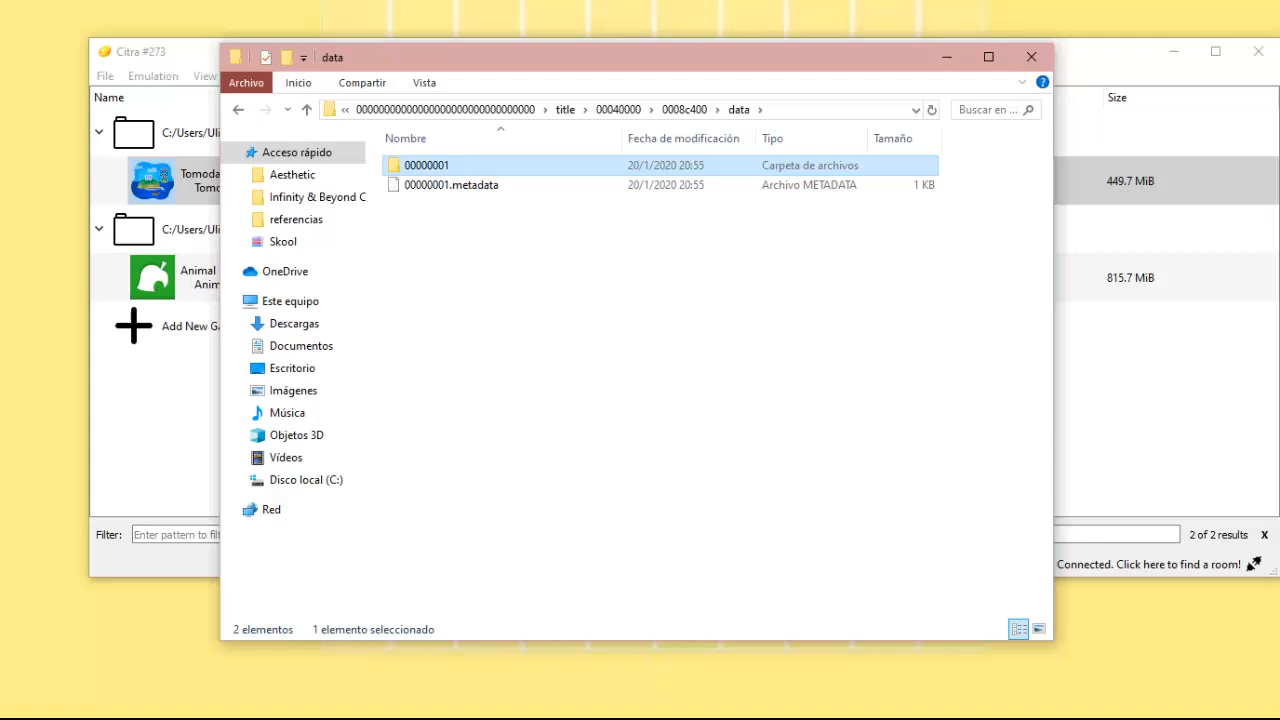 Citra #273
File Emulation View
Name
C:/Users/Uli
Tomoda
Tomo
C:/Users/Uli
Animal
Anim
Add New Ga
Filter: Enter pattern to filt
data
Archivo Inicio Compartir Vista
« 00000000000000000000000000000000 › title › 00040000 › 0008c400 › data ›
Buscar en ...
Nombre Fecha de modificación Tipo Tamaño
00000001 20/1/2020 20:55 Carpeta de archivos
00000001.metadata 20/1/2020 20:55 Archivo METADATA 1 KB
Acceso rápido
Aesthetic
Infinity & Beyond C
referencias
Skool
OneDrive
Este equipo
Descargas
Documentos
Escritorio
Imágenes
Música
Objetos 3D
Vídeos
Disco local (C:)
Red
2 elementos 1 elemento seleccionado
Size
449.7 MiB
815.7 MiB
2 of 2 results X
Connected. Click here to find a room!